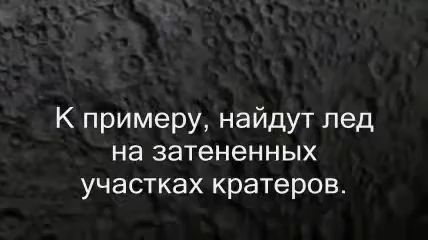 К примеру, найдут лед
на затененных
участках кратеров.